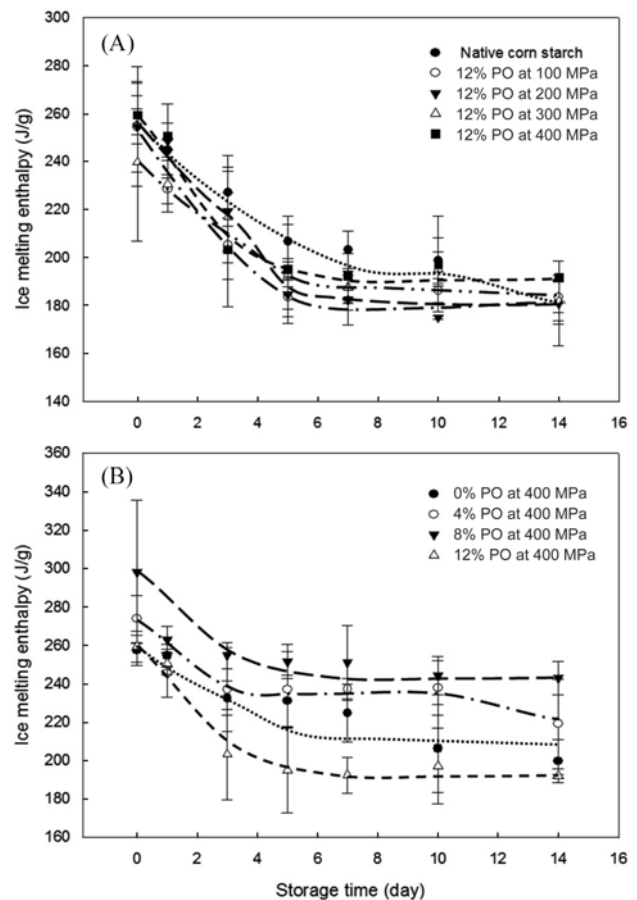 300
(A)
Native corn starch
12% PO at 100 MPa
280
12% PO at 200 MPa
12% PO at 300 MPa
260
12% PO at 400 MPa
240
220
200
180
160
140
Ice melting enthalpy (J/g)
0 2 4 6 8 10 12 14 16
360
(B)
340
0% PO at 400 MPa
4% PO at 400 MPa
320
8% PO at 400 MPa
12% PO at 400 MPa
300
280
260
240
220
200
180
160
Ice melting enthalpy (J/g)
0 2 4 6 8 10 12 14 16
Storage time (day)